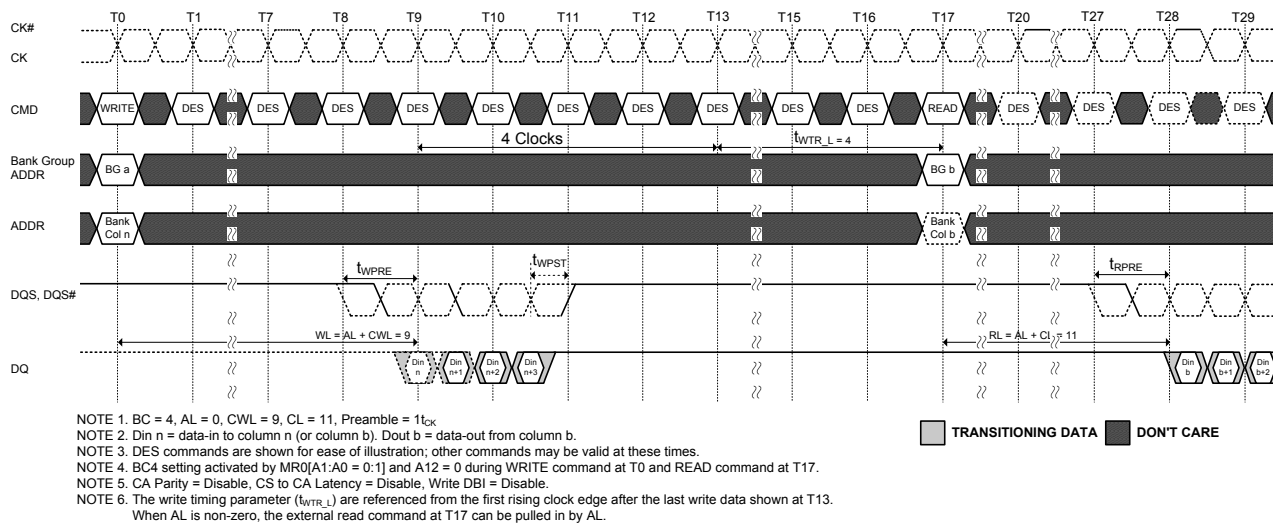 T0 T1 T7 T8 T9 T10 T11 T12 T13 T15 T16 T17 T20 T27 T28 T29
CK#
CK
CMD WRITE DES DES DES DES DES DES DES DES DES DES READ DES DES DES DES
4 Clocks tWTR_L = 4
Bank Group
ADDR
BG a BG b
ADDR
Bank
Col n
Bank
Col b
tWPRE tWPST tRPRE
DQS, DQS#
WL = AL + CWL = 9 RL = AL + CL = 11
DQ
Din
n
Din
n+1
Din
n+2
Din
n+3
Din
b
Din
b+1
Din
b+2
NOTE 1. BC = 4, AL = 0, CWL = 9, CL = 11, Preamble = 1tCK
NOTE 2. Din n = data-in to column n (or column b). Dout b = data-out from column b.
NOTE 3. DES commands are shown for ease of illustration; other commands may be valid at these times.
NOTE 4. BC4 setting activated by MR0[A1:A0 = 0:1] and A12 = 0 during WRITE command at T0 and READ command at T17.
NOTE 5. CA Parity = Disable, CS to CA Latency = Disable, Write DBI = Disable.
NOTE 6. The write timing parameter (tWTR_L) are referenced from the first rising clock edge after the last write data shown at T13.
When AL is non-zero, the external read command at T17 can be pulled in by AL.
TRANSITIONING DATA DON'T CARE